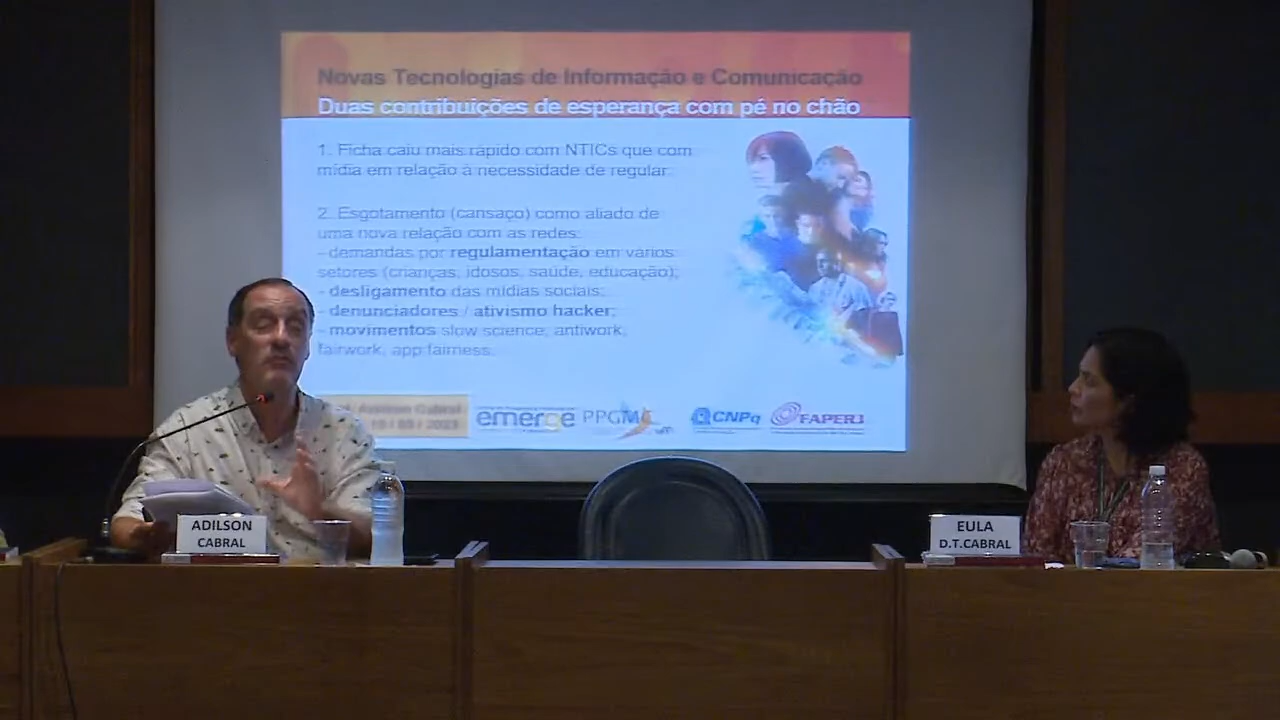 Novas Tecnologias de Informação e Comunicação
Duas contribuições de esperança com pé no chão
1. Ficha caiu mais rápido com NTICs que com
mídia em relação à necessidade de regular.
2. Esgotamento (cansaço) como aliado de
uma nova relação com as redes:
- demandas por regulamentação em vários
setores (crianças, idosos, saúde, educação);
- desligamento das mídias sociais;
- denunciadores / ativismo hacker;
- movimentos slow science, antiwork,
fairwork, app fairness.
Adilson Cabral
emerge
PPGM
CNPq
FAPERJ
ADILSON
CABRAL
EULA
D.T.CABRAL